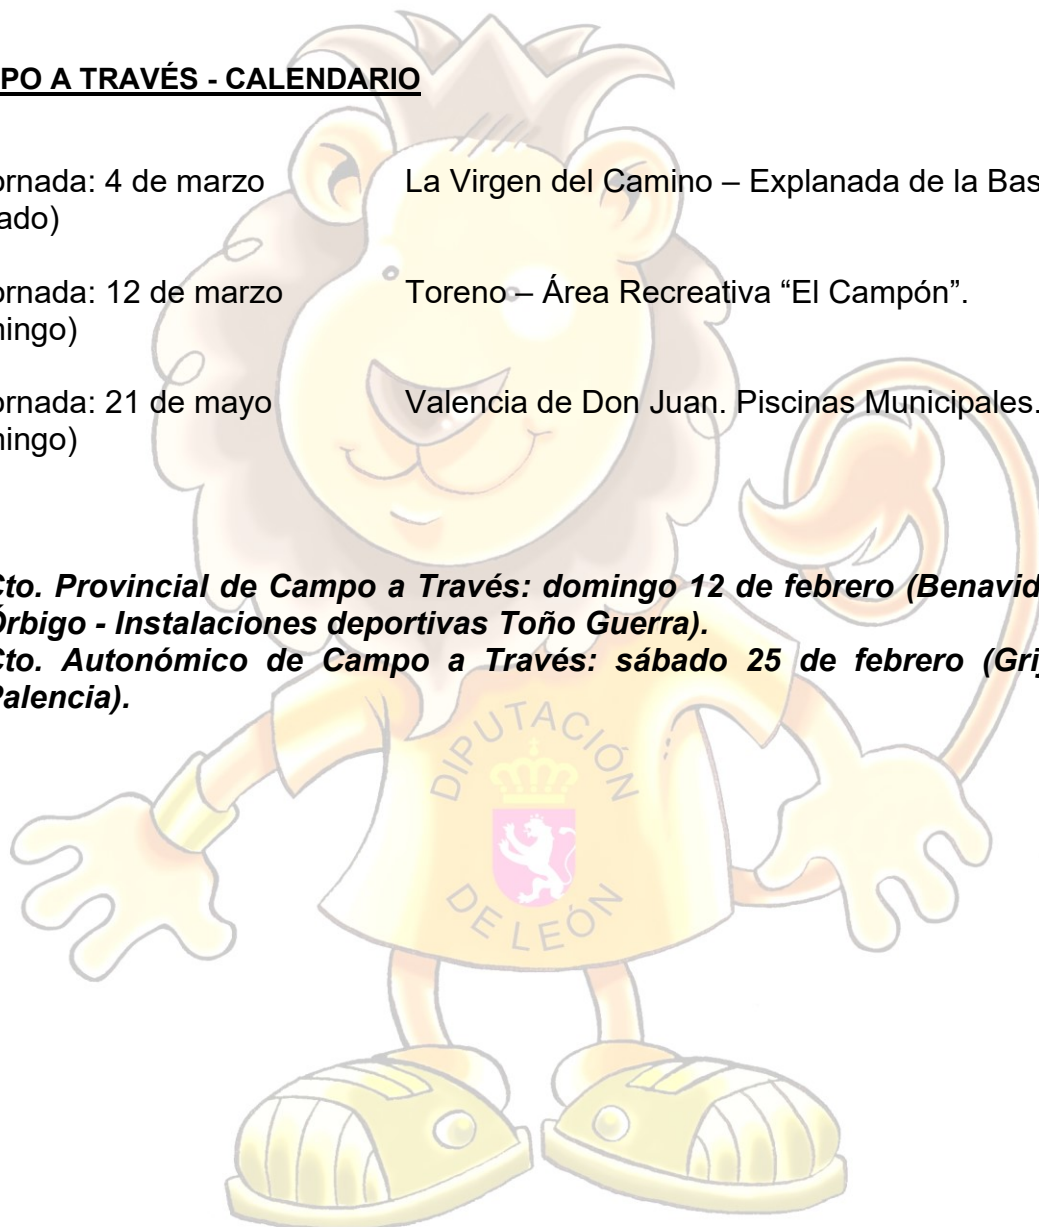 PO A TRAVÉS - CALENDARIO
ornada: 4 de marzo La Virgen del Camino – Explanada de la Bas
ado)
ornada: 12 de marzo Toreno – Área Recreativa “El Campón”.
ingo)
ornada: 21 de mayo Valencia de Don Juan. Piscinas Municipales.
ingo)
Cto. Provincial de Campo a Través: domingo 12 de febrero (Benavid
Órbigo - Instalaciones deportivas Toño Guerra).
Cto. Autonómico de Campo a Través: sábado 25 de febrero (Grij
Palencia).
DIPUTACIÓN
DE LEÓN